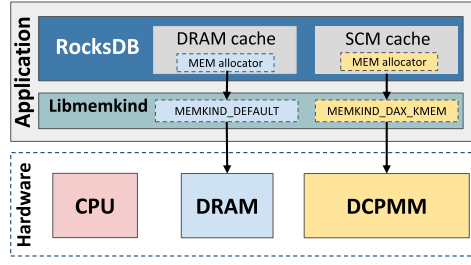 Application
RocksDB
DRAM cache
MEM allocator
SCM cache
MEM allocator
Libmemkind
MEMKIND_DEFAULT
MEMKIND_DAX_KMEM
Hardware
CPU
DRAM
DCPMM